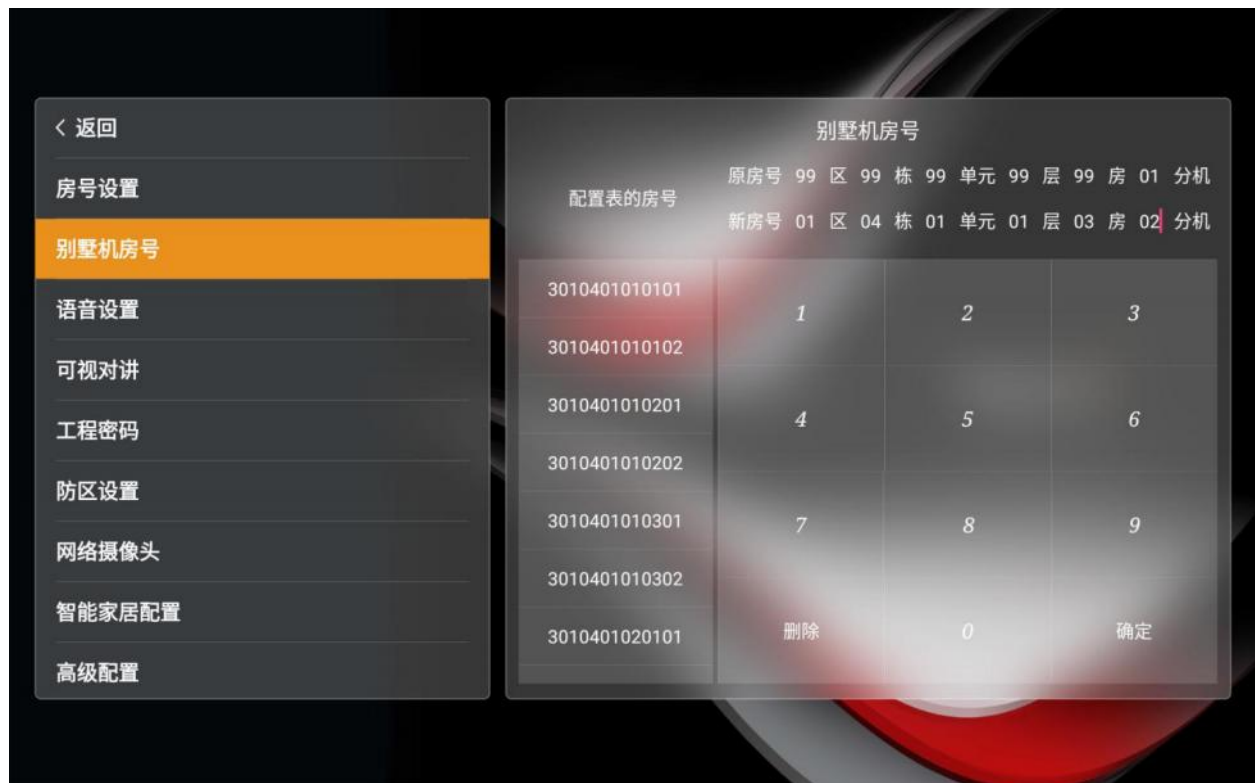 < 返回
房号设置
别墅机房号
语音设置
可视对讲
工程密码
防区设置
网络摄像头
智能家居配置
高级配置
别墅机房号
配置表的房号
原房号 99 区 99 栋 99 单元 99 层 99 房 01 分机
新房号 01 区 04 栋 01 单元 01 层 03 房 02 分机
3010401010101
3010401010102
3010401010201
3010401010202
3010401010301
3010401010302
3010401020101
1 2 3
4 5 6
7 8 9
删除 0 确定